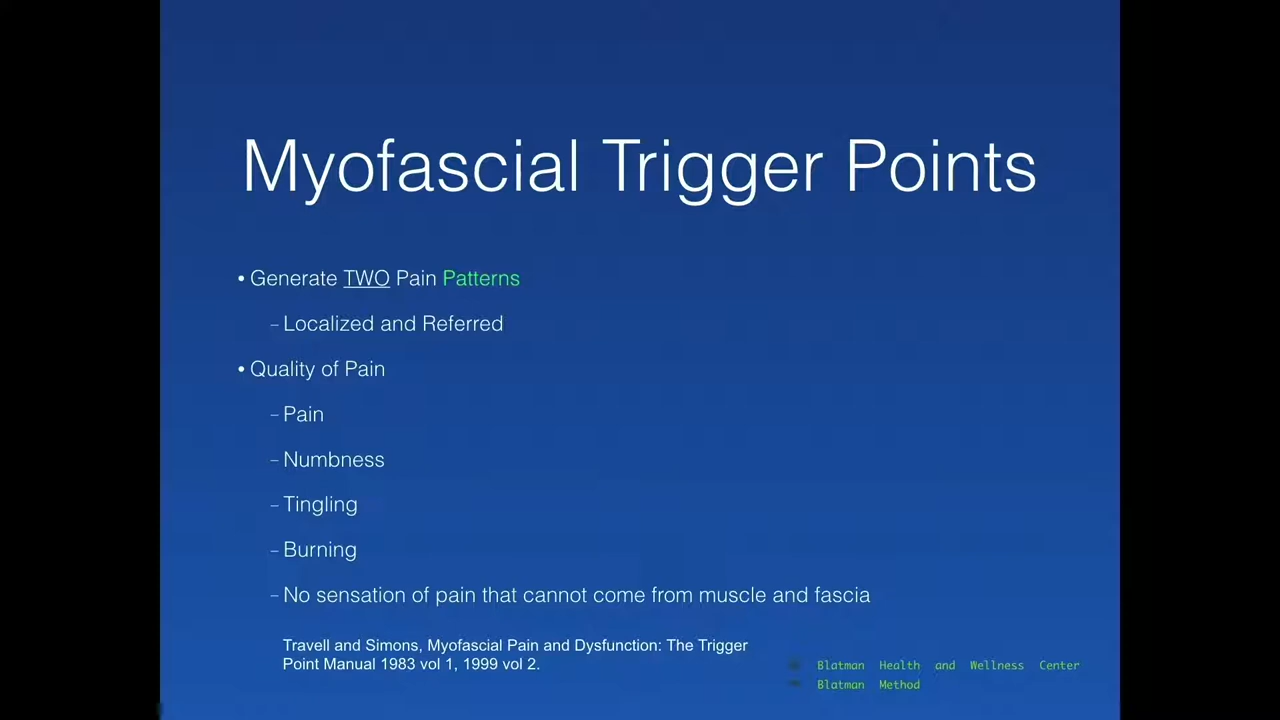 Myofascial Trigger Points
• Generate TWO Pain Patterns
– Localized and Referred
• Quality of Pain
– Pain
– Numbness
– Tingling
– Burning
– No sensation of pain that cannot come from muscle and fascia
Travell and Simons, Myofascial Pain and Dysfunction: The Trigger
Point Manual 1983 vol 1, 1999 vol 2.
Blatman Health and Wellness Center
Blatman Method